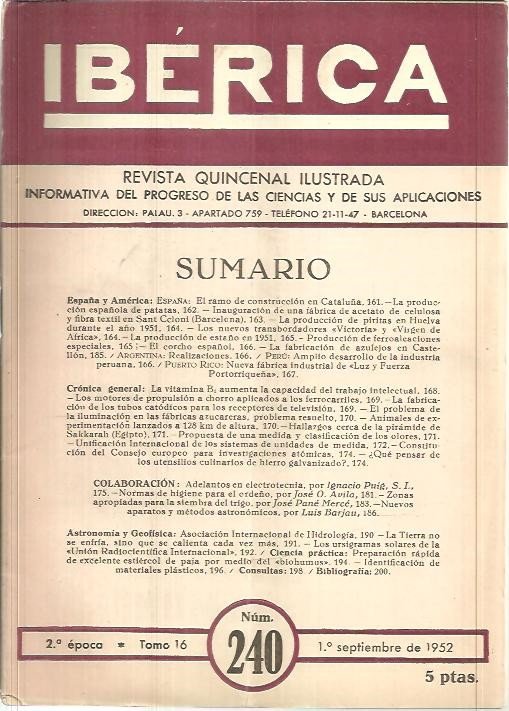 IBÉRICA
REVISTA QUINCENAL ILUSTRADA
INFORMATIVA DEL PROGRESO DE LAS CIENCIAS Y DE SUS APLICACIONES
DIRECCION: PALAU. 3 - APARTADO 759 - TELÉFONO 21-11-47 - BARCELONA
SUMARIO
España y América: ESPAÑA: El ramo de construcción en Cataluña, 161. — La produc-
ción española de patatas, 162. — Inauguración de una fábrica de acetato de celulosa
y fibra textil en Sant Celoni (Barcelona), 163. — La producción de piritas en Huelva
durante el año 1951, 164. — Los nuevos transbordadores «Victoria» y «Virgen de
Africa», 164. — La producción de estaño en 1951, 165. - Producción de ferroaleaciones
especiales, 165 — El corcho español, 166. — La fabricación de azulejos en Caste-
llón, 185. / ARGENTINA: Realizaciones, 166. / PERÚ: Amplio desarrollo de la industria
peruana, 166. / PUERTO RICO: Nueva fábrica industrial de «Luz y Fuerza
Portorriqueña», 167.
Crónica general: La vitamina B₁ aumenta la capacidad del trabajo intelectual, 168.
— Los motores de propulsión a chorro aplicados a los ferrocarriles, 169. — La fabrica-
ción de los tubos catódicos para los receptores de televisión, 169. — El problema de
la iluminación en las fábricas azucareras, problema resuelto, 170. — Animales de ex-
perimentación lanzados a 128 km de altura, 170. — Hallazgos cerca de la pirámide de
Sakkarah (Egipto), 171. — Propuesta de una medida y clasificación de los olores, 171.
— Unificación Internacional de los sistemas de unidades de medida, 172. — Constitu-
ción del Consejo europeo para investigaciones atómicas, 174. — ¿Qué pensar de
los utensilios culinarios de hierro galvanizado?, 174.
COLABORACIÓN: Adelantos en electrotecnia, por Ignacio Puig, S. I.,
175. — Normas de higiene para el ordeño, por José O. Avila, 181. — Zonas
apropiadas para la siembra del trigo, por José Pané Mercé, 183. — Nuevos
aparatos y métodos astronómicos, por Luis Barjau, 186.
Astronomía y Geofísica: Asociación Internacional de Hidrología, 190 — La Tierra no
se enfría, sino que se calienta cada vez más, 191. — Los ursigramas solares de la
«Unión Radiocientífica Internacional», 192. / Ciencia práctica: Preparación rápida
de excelente estiércol de paja por medio del «biohumus», 194. — Identificación de
materiales plásticos, 196. / Consultas: 198 / Bibliografía: 200.
2.ª época * Tomo 16
Núm.
240
1.º septiembre de 1952
5 ptas.